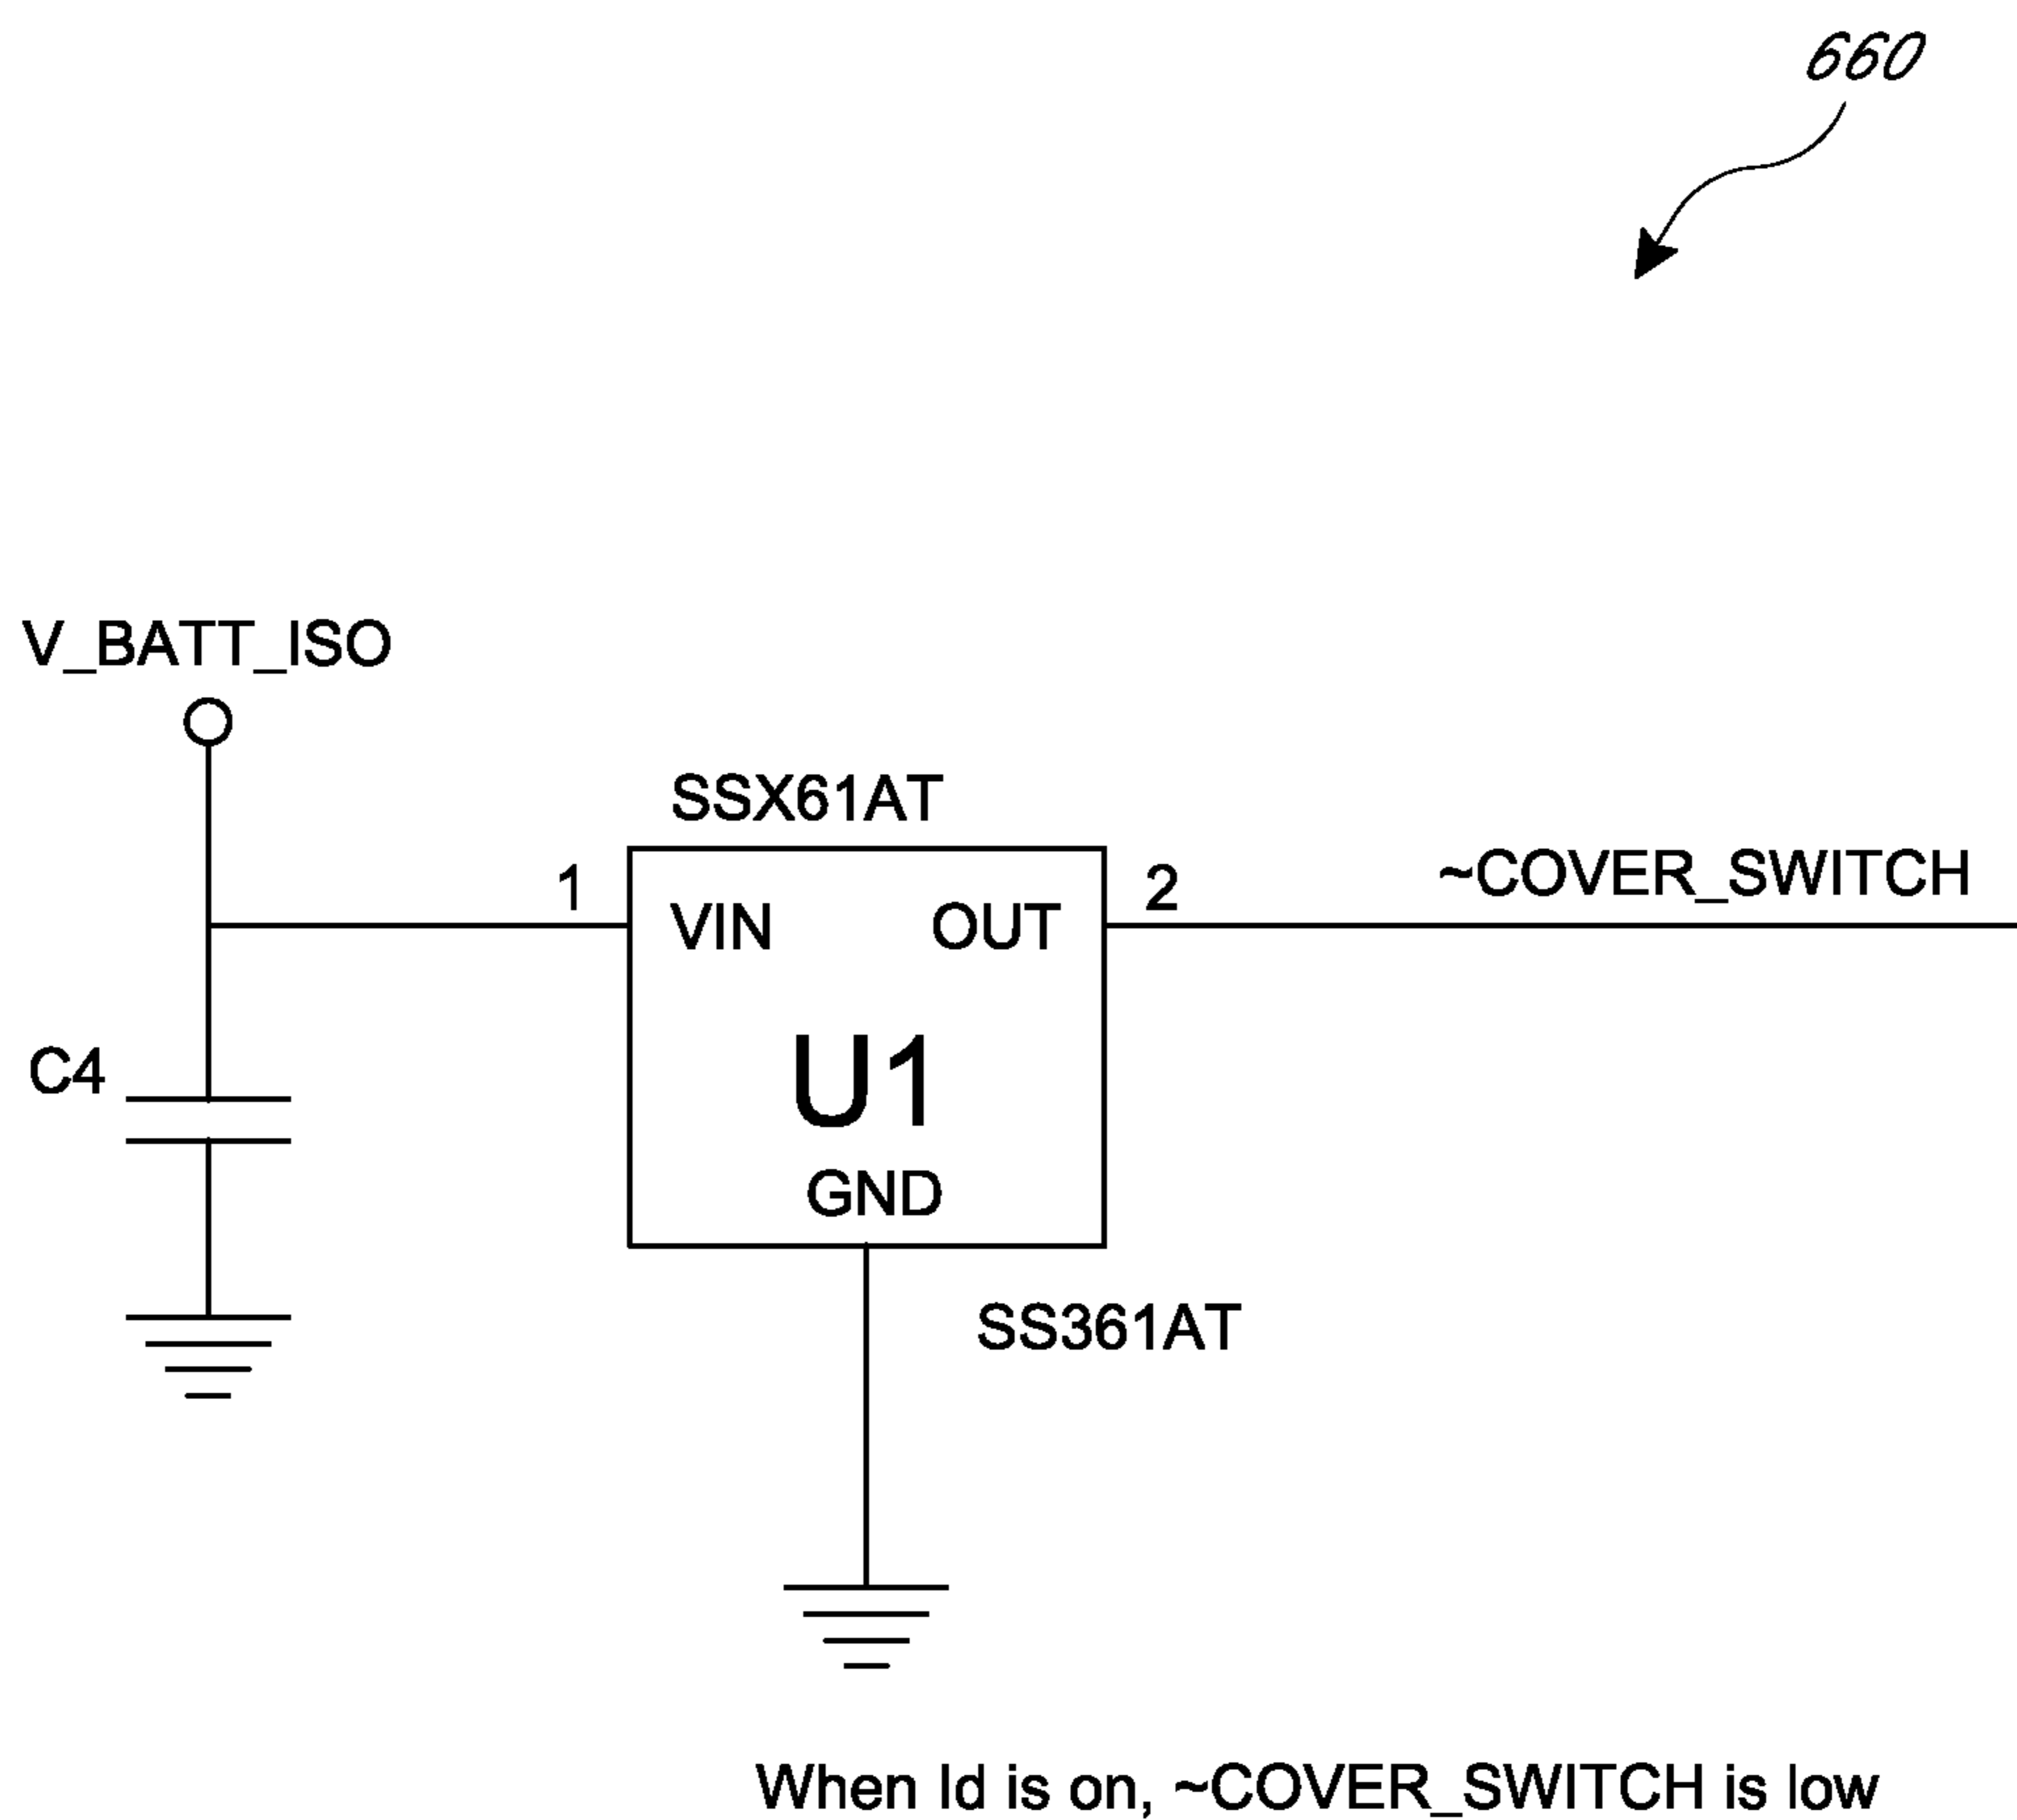 660
V_BATT_ISO
SSX61AT
1
2
~COVER_SWITCH
VIN
OUT
C4
U1
GND
SS361AT
When Id is on, ~COVER_SWITCH is low